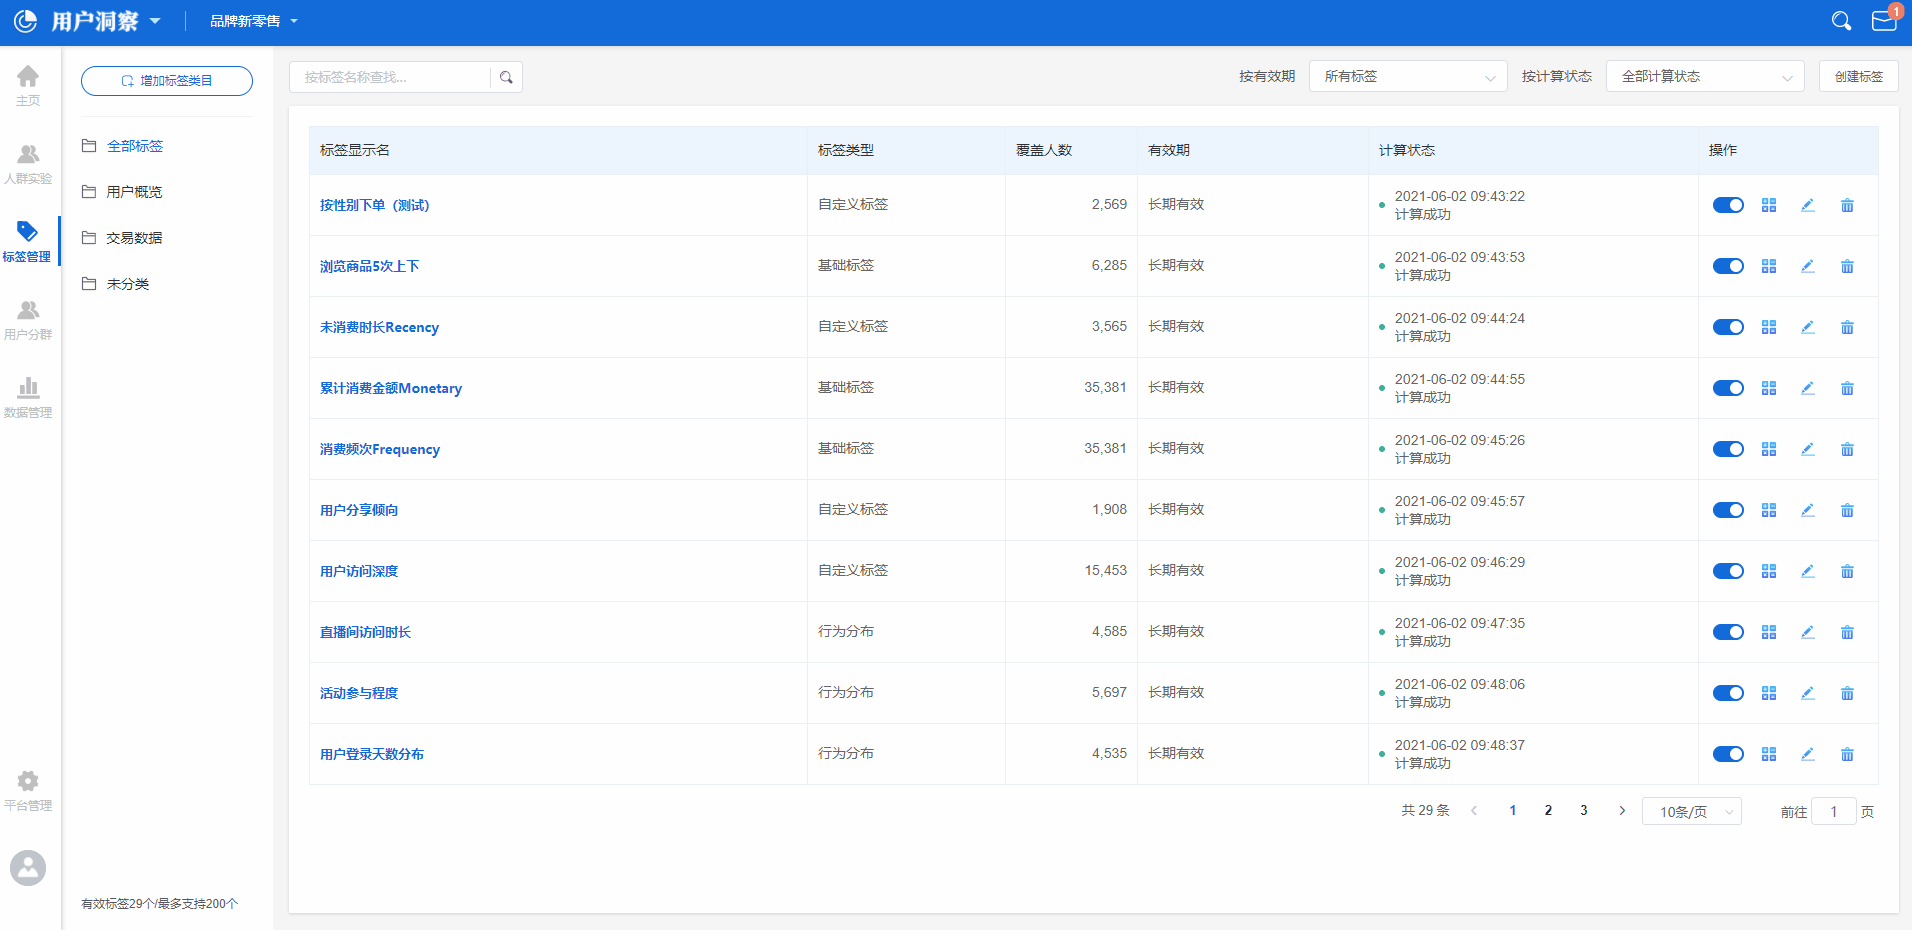 用户洞察
品牌新零售
1
主页
人群实验
标签管理
用户分群
数据管理
平台管理
增加标签类目
全部标签
用户概览
交易数据
未分类
有效标签29个/最多支持200个
按标签名称查找...
按有效期
所有标签
按计算状态
全部计算状态
创建标签
标签显示名 标签类型 覆盖人数 有效期 计算状态 操作
按性别下单（测试） 自定义标签 2,569 长期有效 2021-06-02 09:43:22
计算成功
浏览商品5次上下 基础标签 6,285 长期有效 2021-06-02 09:43:53
计算成功
未消费时长Recency 自定义标签 3,565 长期有效 2021-06-02 09:44:24
计算成功
累计消费金额Monetary 基础标签 35,381 长期有效 2021-06-02 09:44:55
计算成功
消费频次Frequency 基础标签 35,381 长期有效 2021-06-02 09:45:26
计算成功
用户分享倾向 自定义标签 1,908 长期有效 2021-06-02 09:45:57
计算成功
用户访问深度 自定义标签 15,453 长期有效 2021-06-02 09:46:29
计算成功
直播间访问时长 行为分布 4,585 长期有效 2021-06-02 09:47:35
计算成功
活动参与程度 行为分布 5,697 长期有效 2021-06-02 09:48:06
计算成功
用户登录天数分布 行为分布 4,535 长期有效 2021-06-02 09:48:37
计算成功
共 29 条 1 2 3 10条/页 前往 1 页